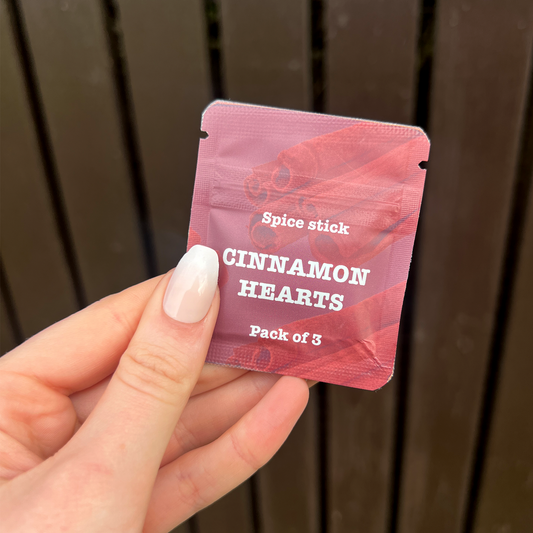 Spice stick
CINNAMON
HEARTS
Pack of 3